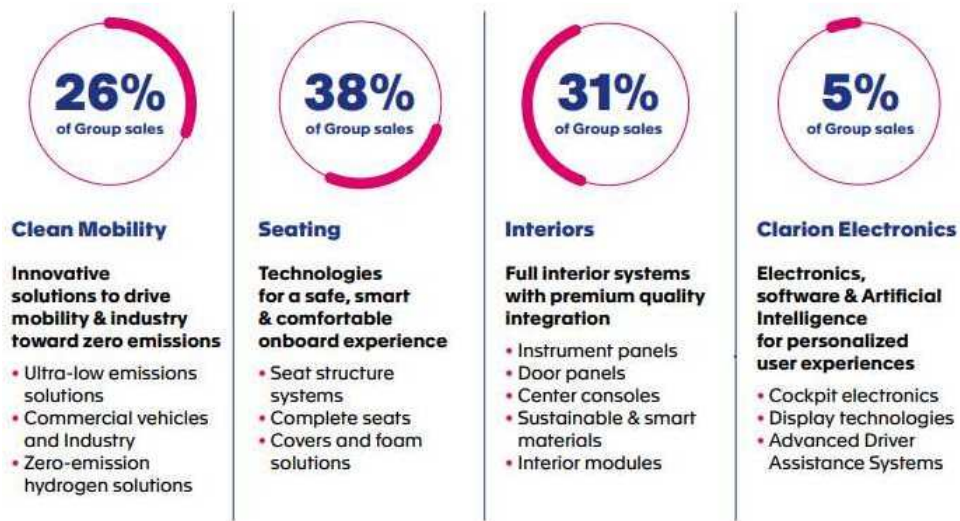 26%
of Group sales
Clean Mobility
Innovative
solutions to drive
mobility & industry
toward zero emissions
• Ultra-low emissions
solutions
• Commercial vehicles
and Industry
• Zero-emission
hydrogen solutions
38%
of Group sales
Seating
Technologies
for a safe, smart
& comfortable
onboard experience
• Seat structure
systems
• Complete seats
• Covers and foam
solutions
31%
of Group sales
Interiors
Full interior systems
with premium quality
integration
• Instrument panels
• Door panels
• Center consoles
• Sustainable & smart
materials
• Interior modules
5%
of Group sales
Clarion Electronics
Electronics,
software & Artificial
Intelligence
for personalized
user experiences
• Cockpit electronics
• Display technologies
• Advanced Driver
Assistance Systems